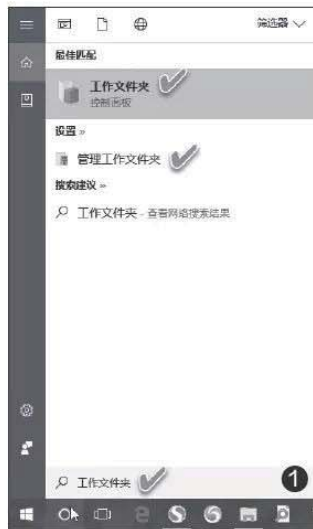 筛选器
最佳匹配
工作文件夹
控制面板
设置 »
管理工作文件夹
搜索建议 »
工作文件夹 - 查看网络搜索结果
工作文件夹
1